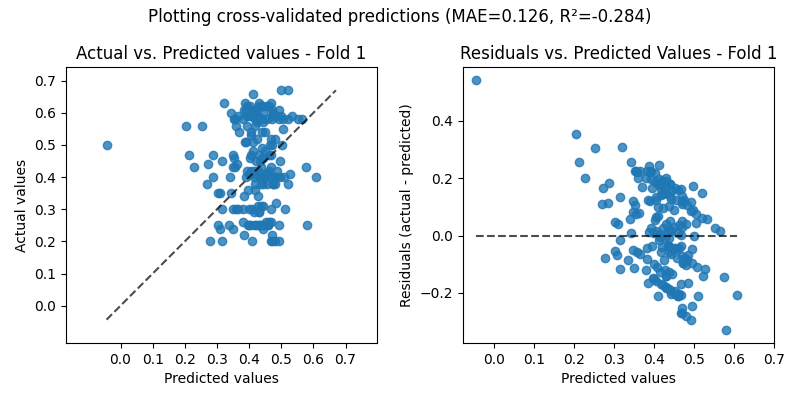 Plotting cross-validated predictions (MAE=0.126, R²=-0.284)
Actual vs. Predicted values - Fold 1
Actual values
0.7
0.6
0.5
0.4
0.3
0.2
0.1
0.0
0.0 0.1 0.2 0.3 0.4 0.5 0.6 0.7
Predicted values
Residuals vs. Predicted Values - Fold 1
Residuals (actual - predicted)
0.4
0.2
0.0
−0.2
0.0 0.1 0.2 0.3 0.4 0.5 0.6 0.7
Predicted values